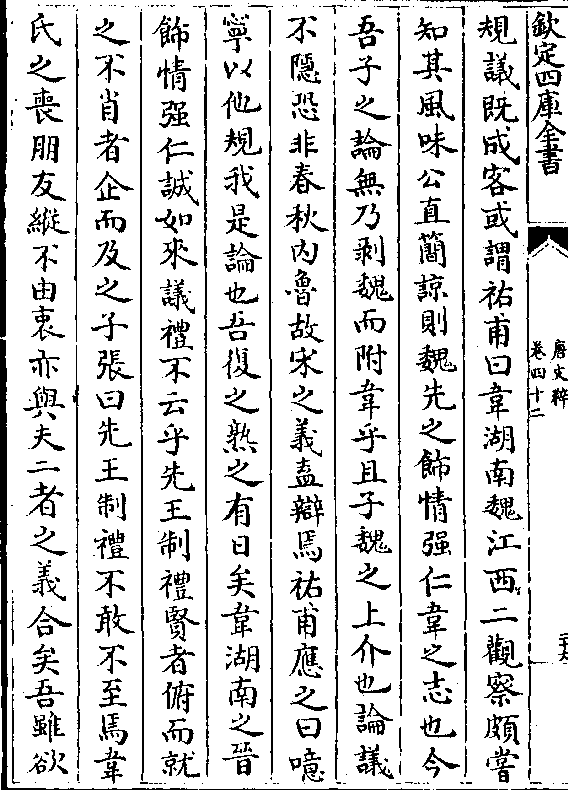 欽定四庫全書
唐文粹
卷四十二
規議既成客或謂祐甫曰韋湖南魏江西二觀察頗嘗
知其風味公直簡諒則魏先之飾情强仁韋之志也今
吾子之論無乃剥魏而附韋乎且子魏之上介也論議
不隱恐非春秋内魯故宋之義盍辯焉祐甫應之曰噫
寧以他規我是論也吾復之熟之有日矣韋湖南之晉
飾情强仁誠如來議禮不云乎先王制禮賢者俯而就
之不肖者企而及之子張曰先王制禮不敢不至焉韋
氏之喪朋友縱不由衷亦與夫二者之義合矣吾雖欲